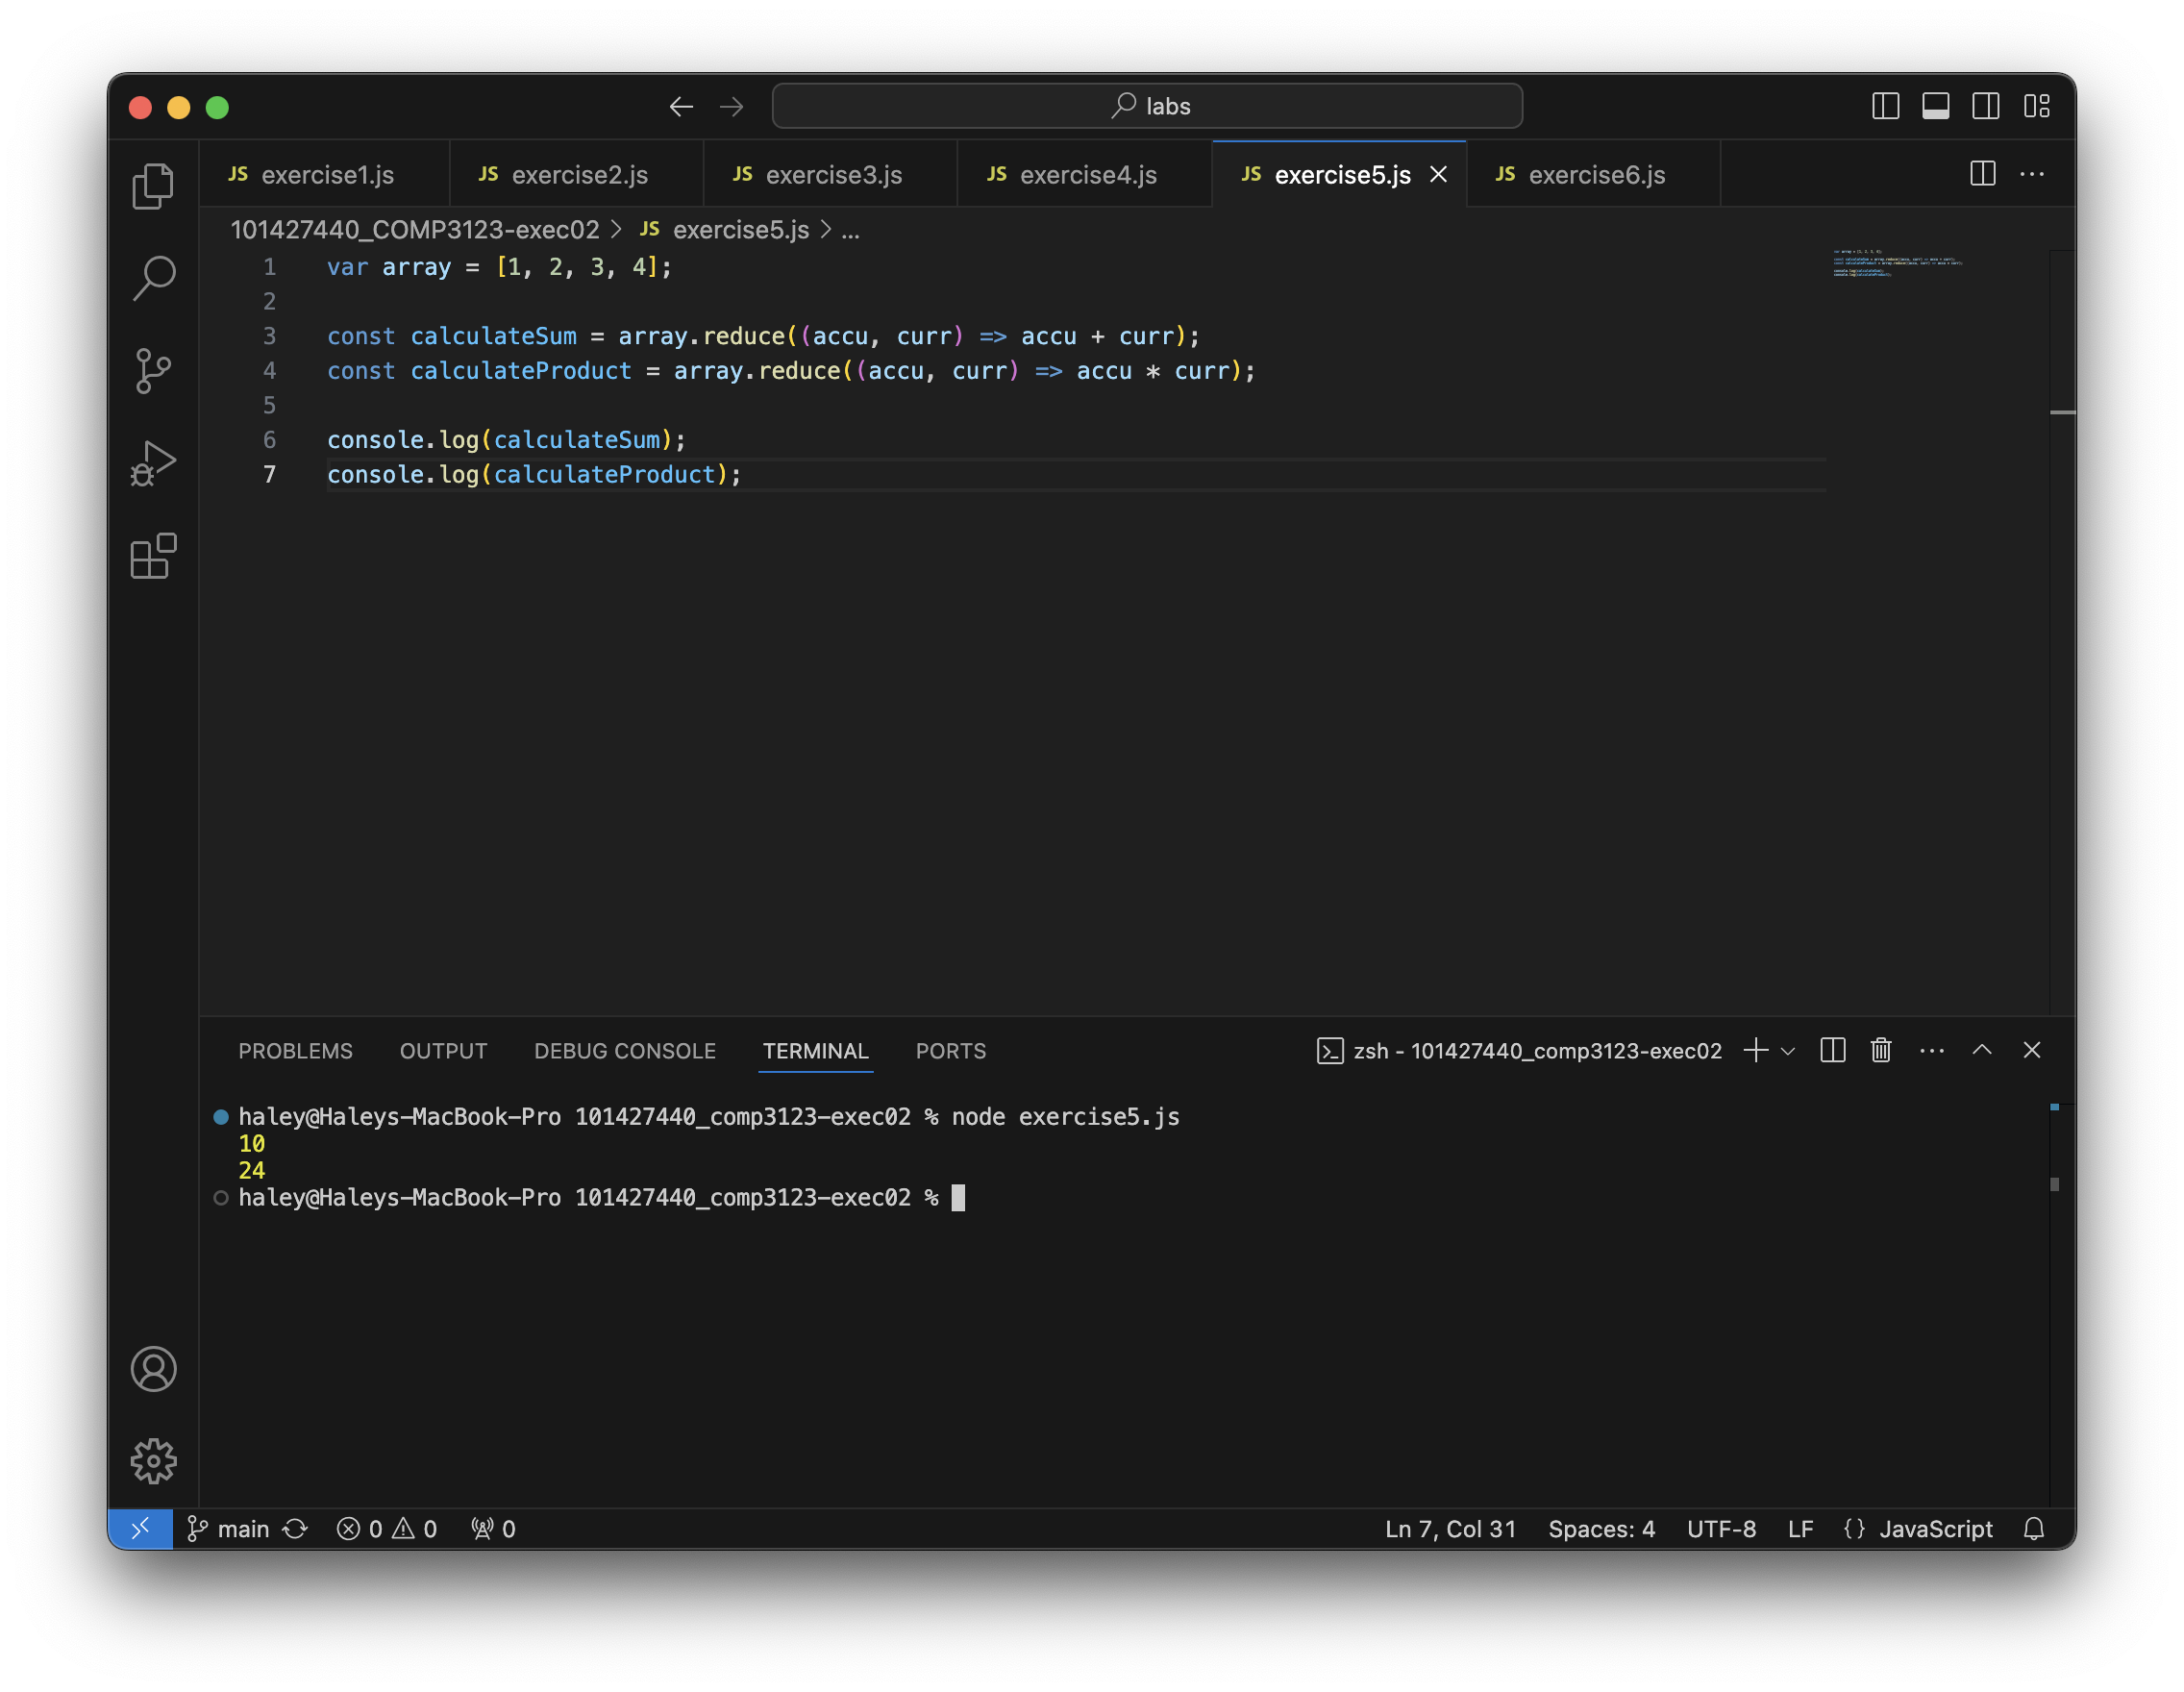 labs
JS exercise1.js JS exercise2.js JS exercise3.js JS exercise4.js JS exercise5.js JS exercise6.js
101427440_COMP3123-exec02 > JS exercise5.js > ...
1 var array = [1, 2, 3, 4];
2
3 const calculateSum = array.reduce((accu, curr) => accu + curr);
4 const calculateProduct = array.reduce((accu, curr) => accu * curr);
5
6 console.log(calculateSum);
7 console.log(calculateProduct);
PROBLEMS OUTPUT DEBUG CONSOLE TERMINAL PORTS zsh - 101427440_comp3123-exec02
haley@Haleys-MacBook-Pro 101427440_comp3123-exec02 % node exercise5.js
10
24
haley@Haleys-MacBook-Pro 101427440_comp3123-exec02 %
main 0 0 0 Ln 7, Col 31 Spaces: 4 UTF-8 LF {} JavaScript